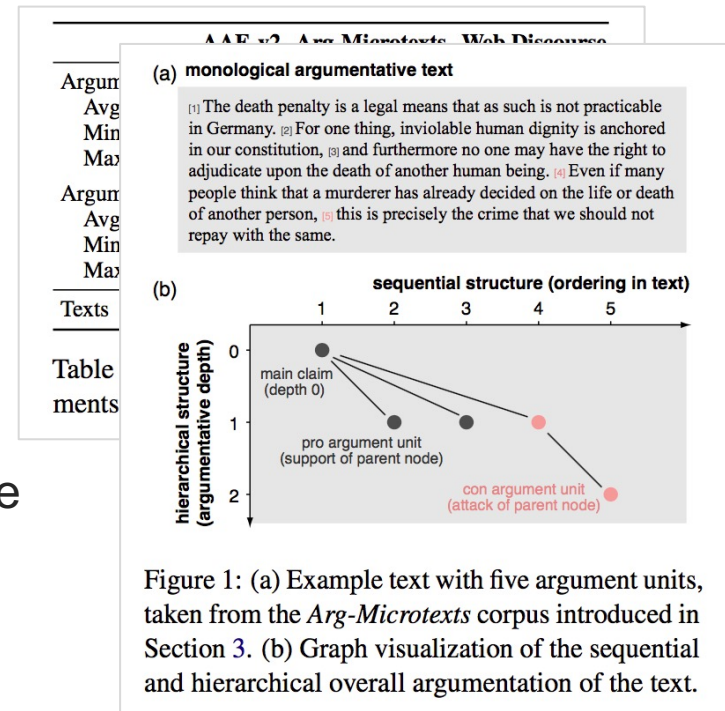 Argum
Avg
Min
Max
Argum
Avg
Min
Max
Texts
Table
ments
e
(a) monological argumentative text
[1] The death penalty is a legal means that as such is not practicable
in Germany. [2] For one thing, inviolable human dignity is anchored
in our constitution, [3] and furthermore no one may have the right to
adjudicate upon the death of another human being. [4] Even if many
people think that a murderer has already decided on the life or death
of another person, [5] this is precisely the crime that we should not
repay with the same.
(b)
sequential structure (ordering in text)
1 2 3 4 5
hierarchical structure
(argumentative depth)
0
main claim
(depth 0)
1
pro argument unit
(support of parent node)
2
con argument unit
(attack of parent node)
Figure 1: (a) Example text with five argument units,
taken from the Arg-Microtexts corpus introduced in
Section 3. (b) Graph visualization of the sequential
and hierarchical overall argumentation of the text.